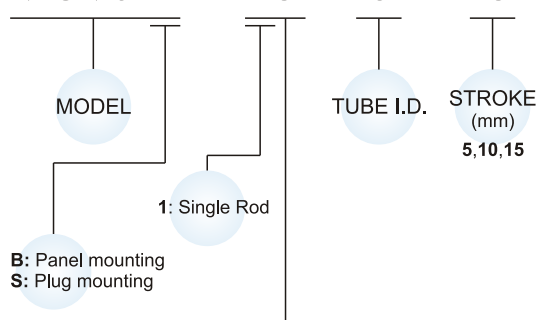 MODEL
TUBE I.D.
STROKE
(mm)
5,10,15
1: Single Rod
B: Panel mounting
S: Plug mounting